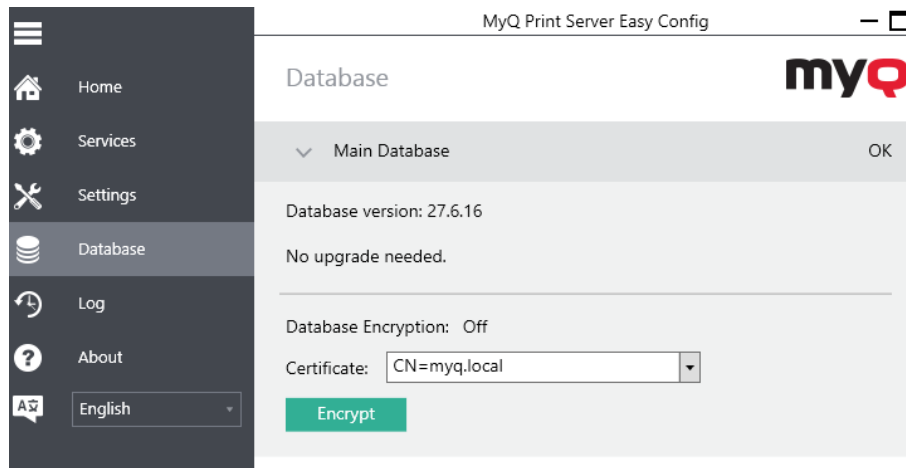 MyQ Print Server Easy Config
Home
Services
Settings
Database
Log
About
English
Database
myQ
Main Database OK
Database version: 27.6.16
No upgrade needed.
Database Encryption: Off
Certificate: CN=myq.local
Encrypt